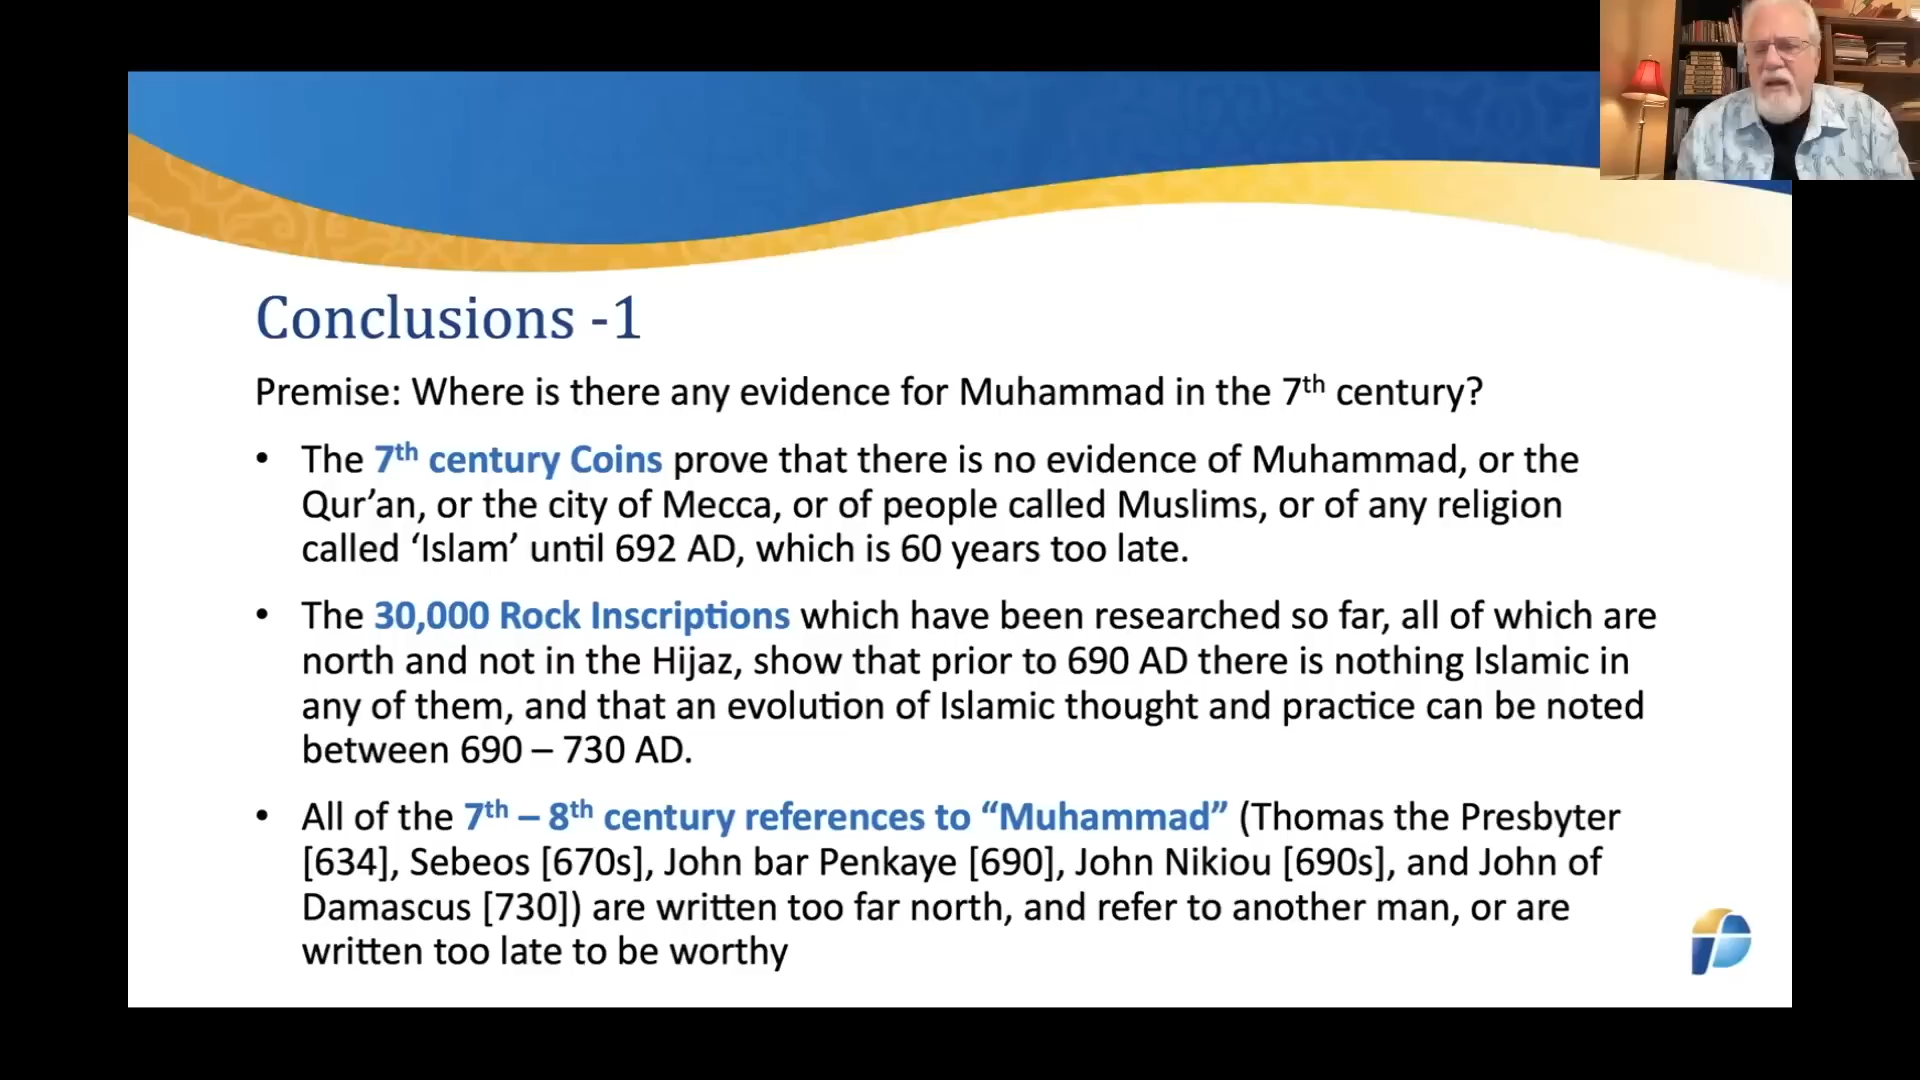 Conclusions -1
Premise: Where is there any evidence for Muhammad in the 7th century?
• The 7th century Coins prove that there is no evidence of Muhammad, or the
Qur’an, or the city of Mecca, or of people called Muslims, or of any religion
called ‘Islam’ until 692 AD, which is 60 years too late.
• The 30,000 Rock Inscriptions which have been researched so far, all of which are
north and not in the Hijaz, show that prior to 690 AD there is nothing Islamic in
any of them, and that an evolution of Islamic thought and practice can be noted
between 690 – 730 AD.
• All of the 7th – 8th century references to “Muhammad” (Thomas the Presbyter
[634], Sebeos [670s], John bar Penkaye [690], John Nikiou [690s], and John of
Damascus [730]) are written too far north, and refer to another man, or are
written too late to be worthy